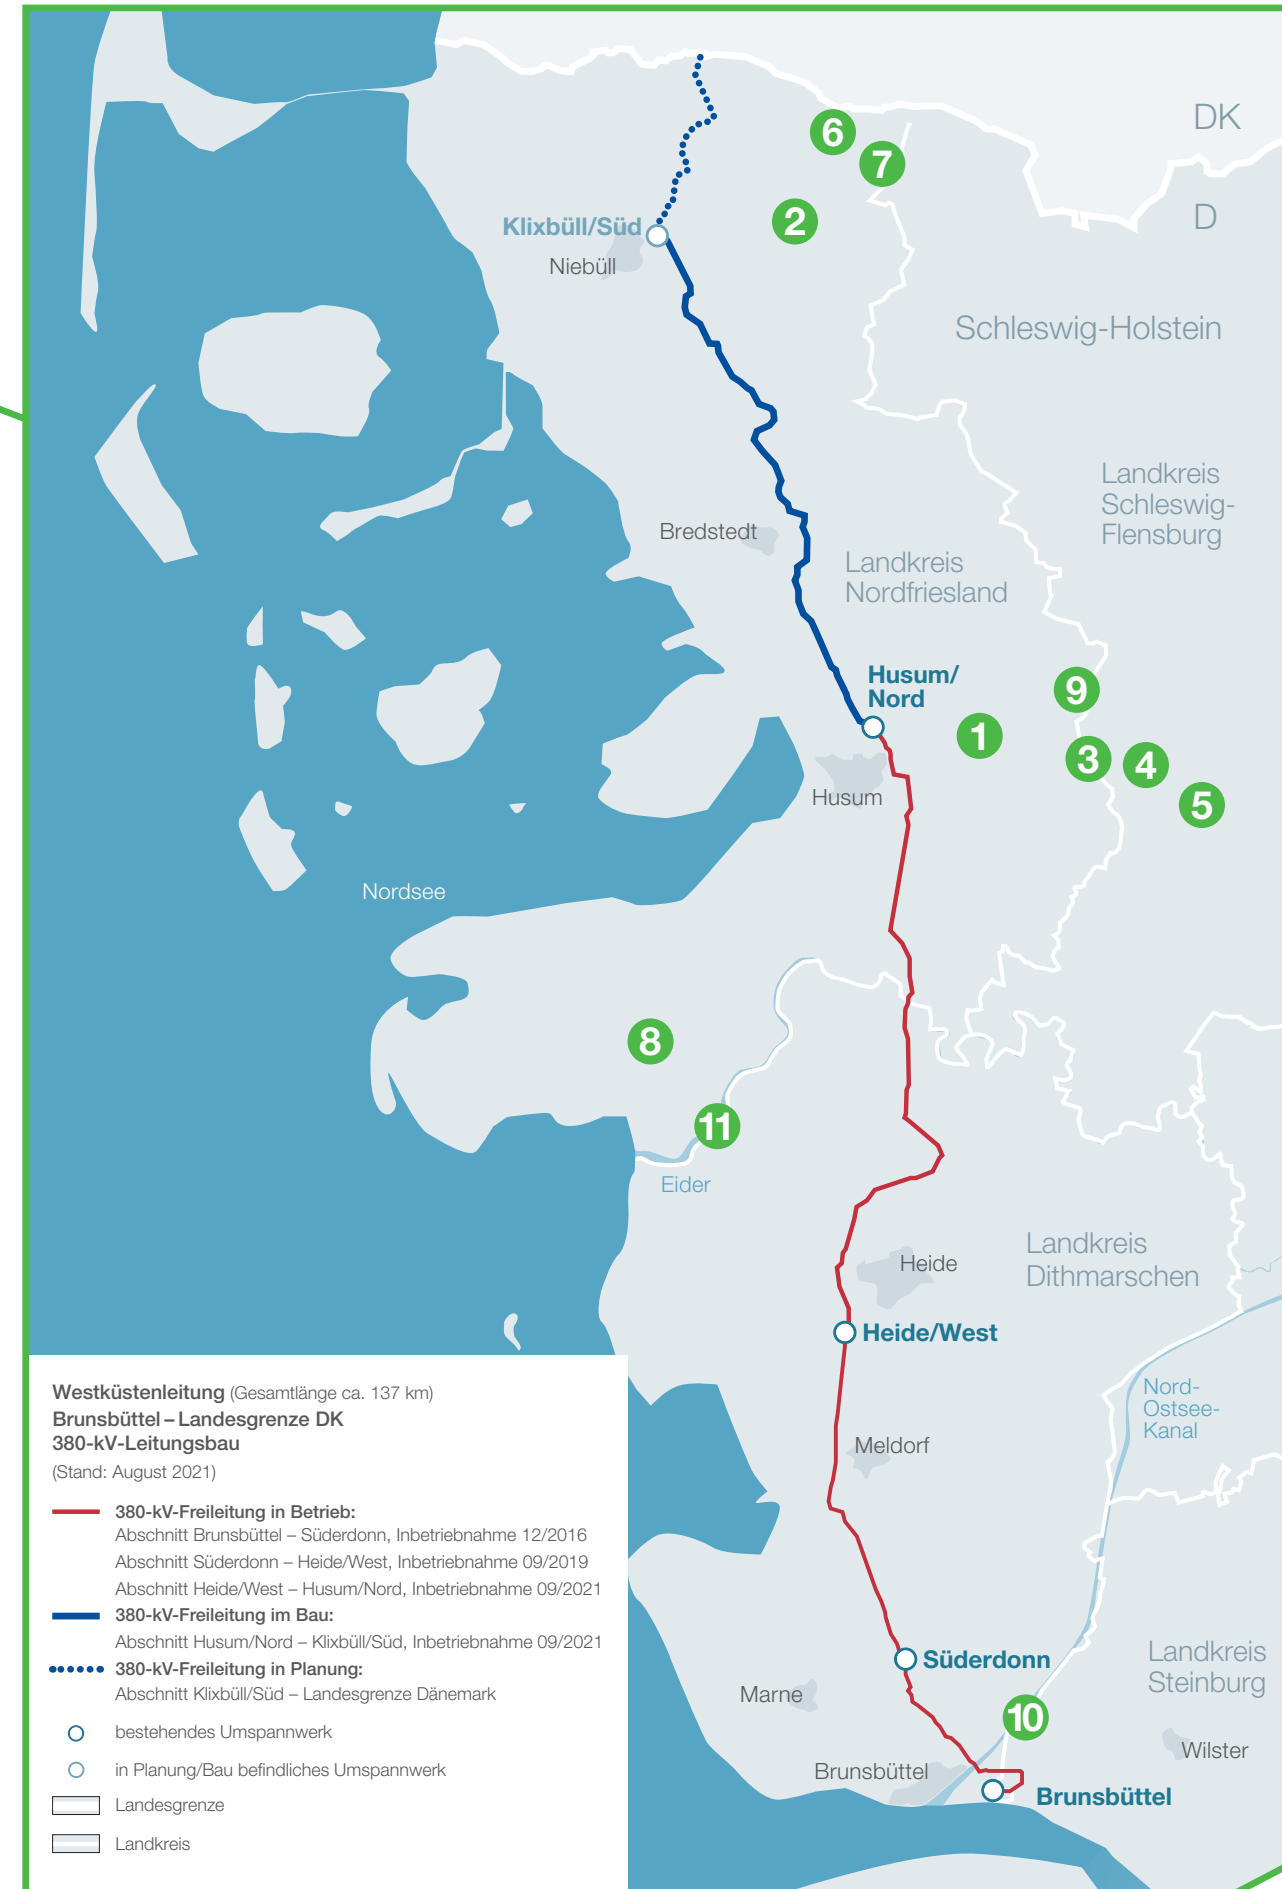 DK
6
7
D
2
Klixbüll/Süd
Niebüll
Schleswig-Holstein
Landkreis
Schleswig-
Flensburg
Bredstedt
Landkreis
Nordfriesland
Husum/
Nord
9
1
3
4
5
Husum
Nordsee
8
11
Eider
Landkreis
Dithmarschen
Heide
Heide/West
Nord-
Ostsee-
Kanal
Meldorf
Süderdonn
Landkreis
Steinburg
Marne
10
Wilster
Brunsbüttel
Brunsbüttel
Westküstenleitung (Gesamtlänge ca. 137 km)
Brunsbüttel – Landesgrenze DK
380-kV-Leitungsbau
(Stand: August 2021)
380-kV-Freileitung in Betrieb:
Abschnitt Brunsbüttel – Süderdonn, Inbetriebnahme 12/2016
Abschnitt Süderdonn – Heide/West, Inbetriebnahme 09/2019
Abschnitt Heide/West – Husum/Nord, Inbetriebnahme 09/2021
380-kV-Freileitung im Bau:
Abschnitt Husum/Nord – Klixbüll/Süd, Inbetriebnahme 09/2021
380-kV-Freileitung in Planung:
Abschnitt Klixbüll/Süd – Landesgrenze Dänemark
bestehendes Umspannwerk
in Planung/Bau befindliches Umspannwerk
Landesgrenze
Landkreis